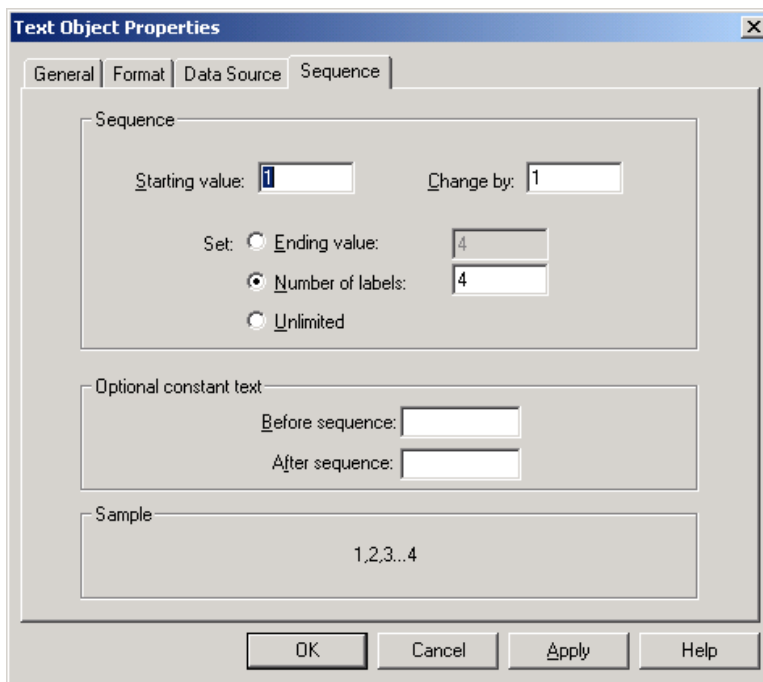 Text Object Properties
General Format Data Source Sequence
Sequence
Starting value: 1 Change by: 1
Set: Ending value: 4
Number of labels: 4
Unlimited
Optional constant text
Before sequence:
After sequence:
Sample
1,2,3...4
OK Cancel Apply Help